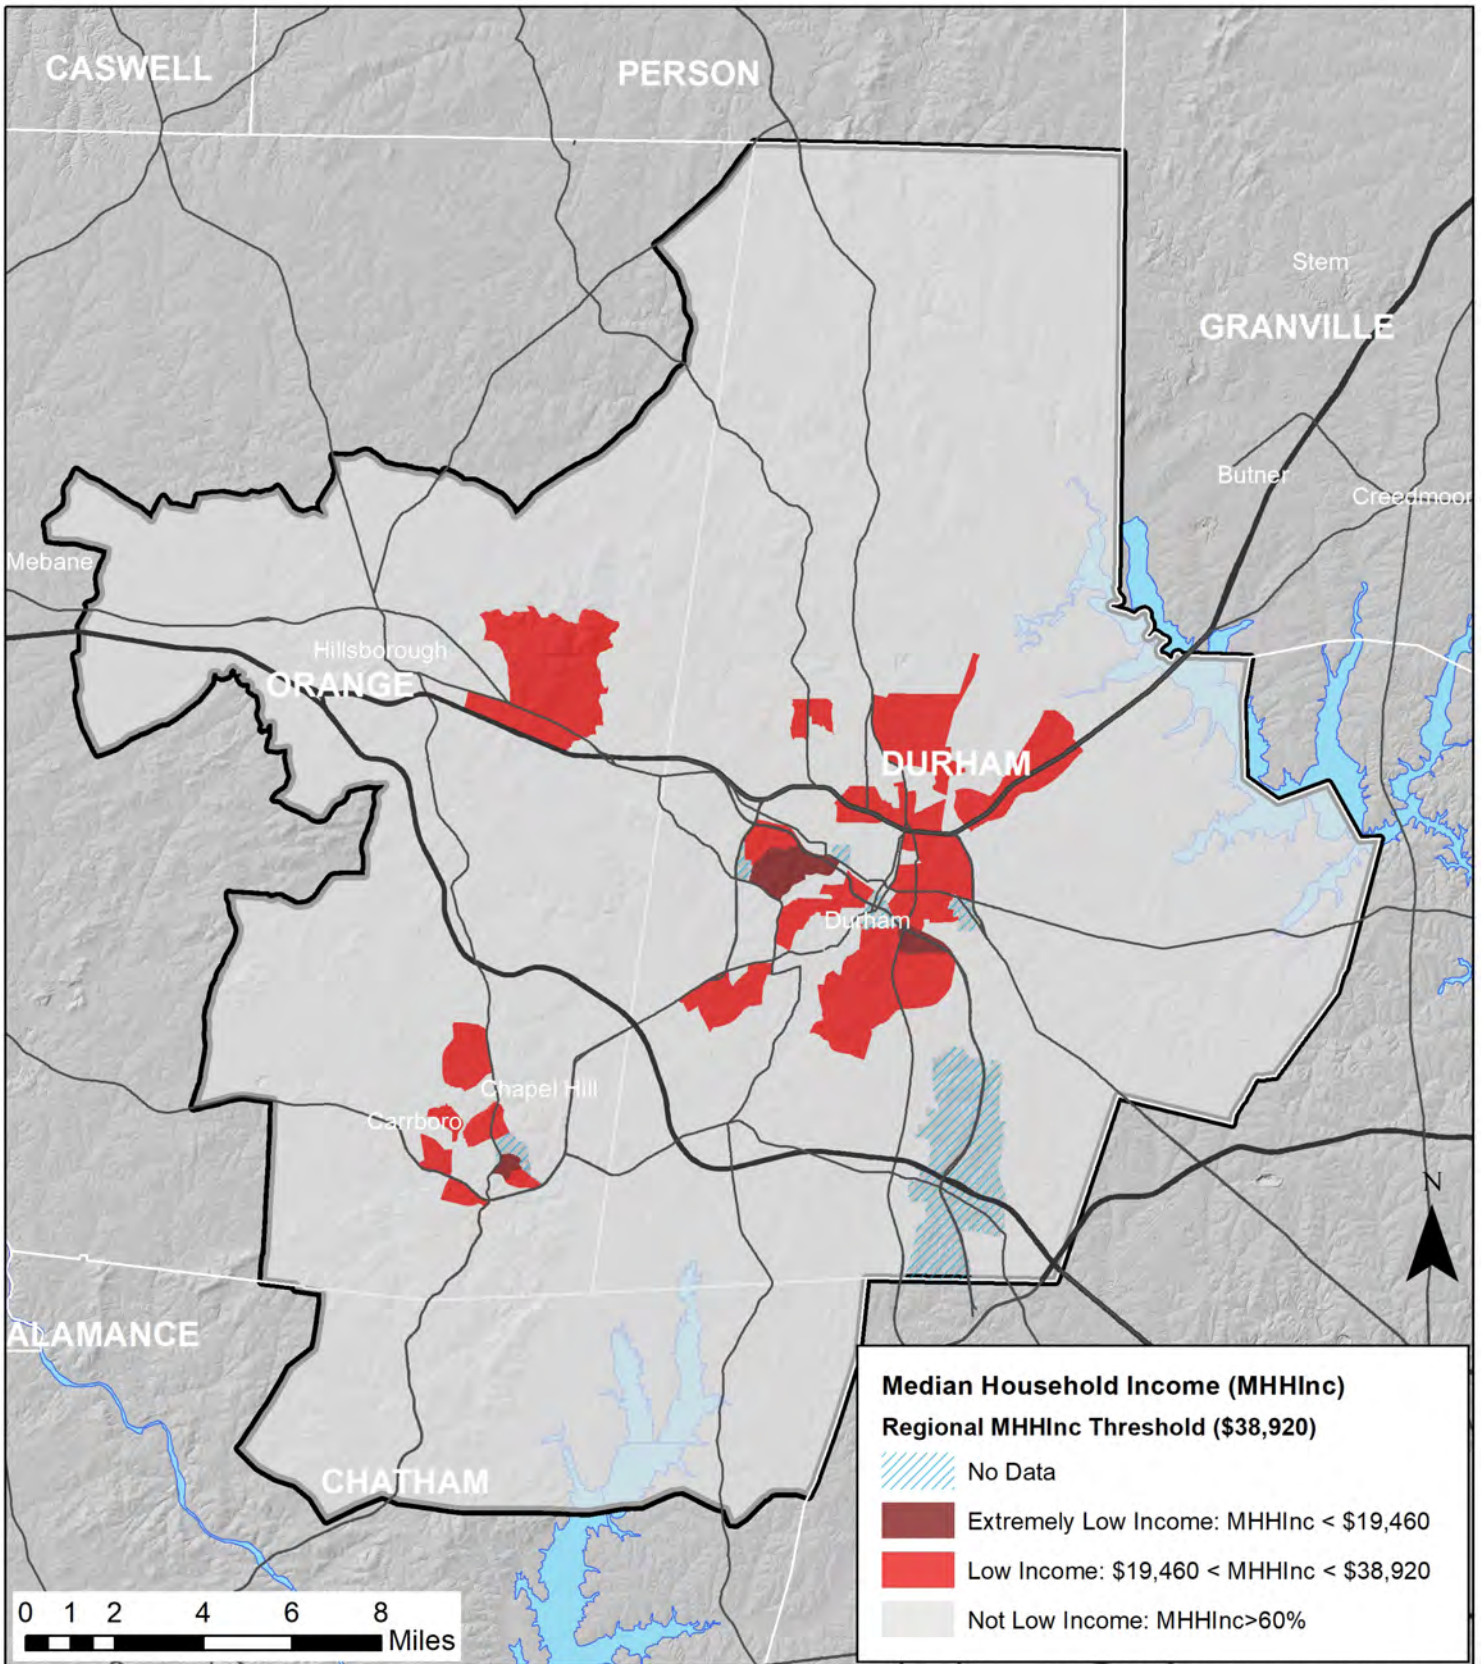 CASWELL
PERSON
Stem
GRANVILLE
Butner
Creedmoor
Mebane
Hillsborough
ORANGE
DURHAM
Durham
Chapel Hill
Carrboro
N
ALAMANCE
CHATHAM
Median Household Income (MHHInc)
Regional MHHInc Threshold ($38,920)
No Data
Extremely Low Income: MHHInc < $19,460
Low Income: $19,460 < MHHInc < $38,920
Not Low Income: MHHInc>60%
0 1 2 4 6 8
Miles